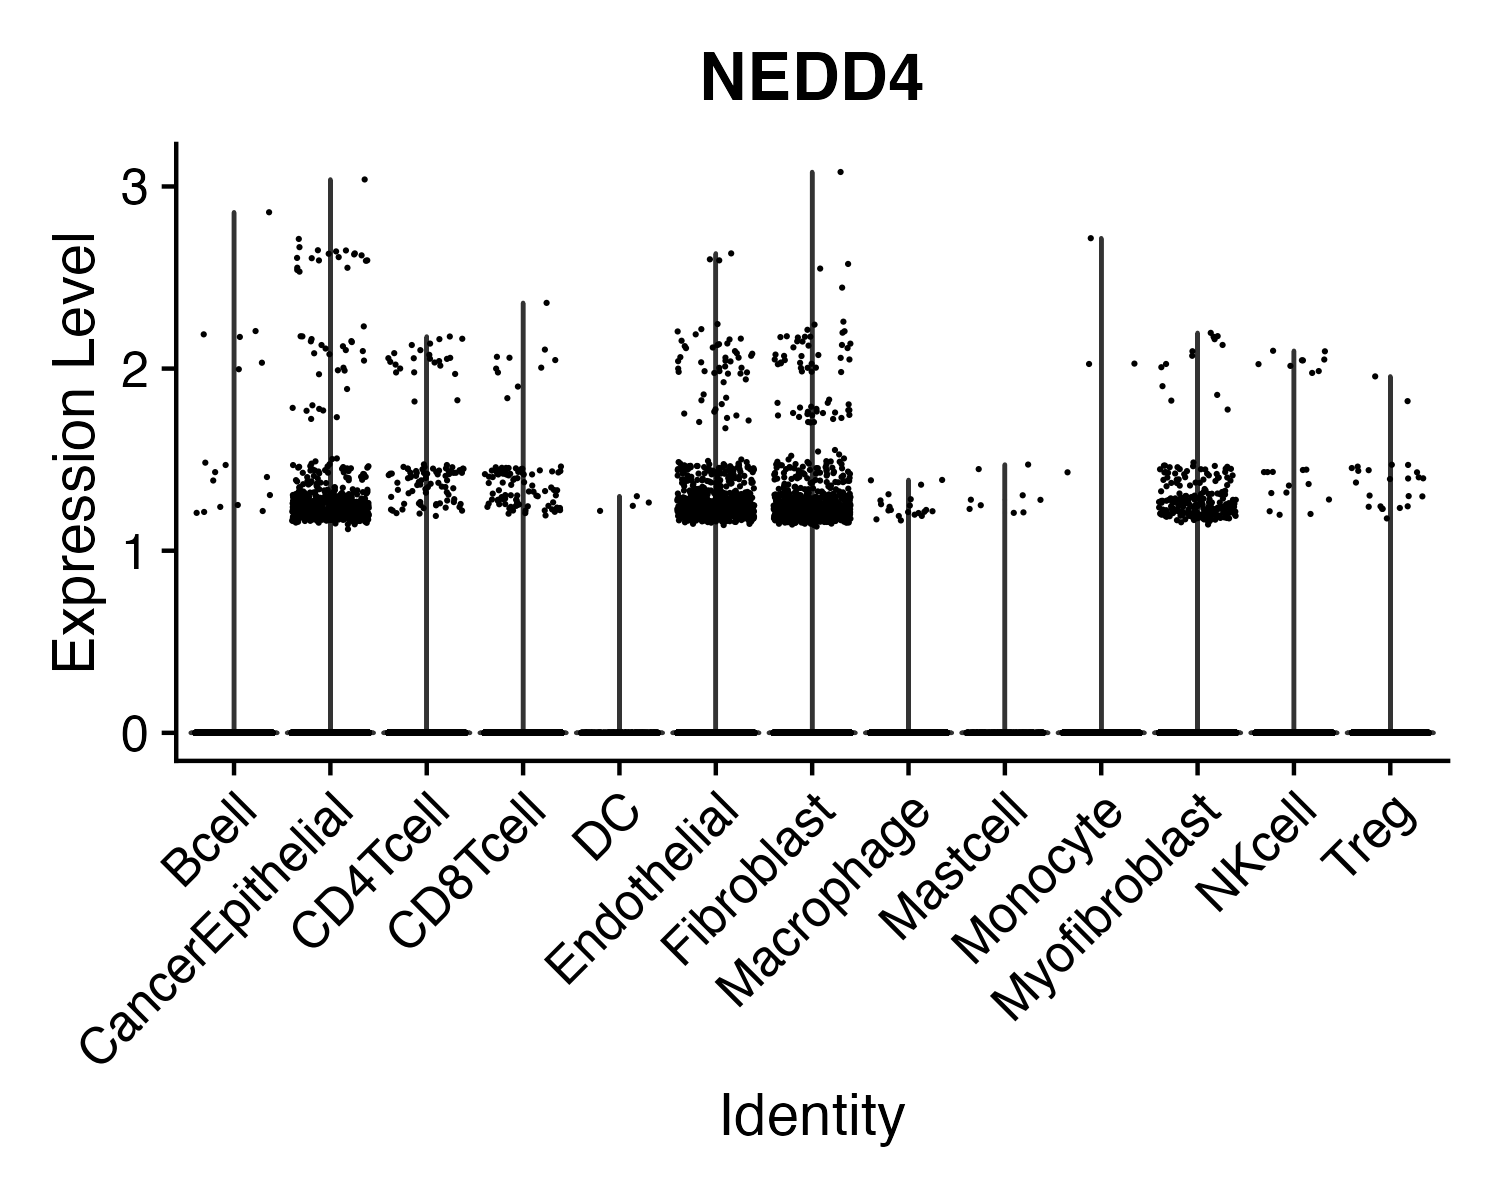 NEDD4
Expression Level
3
2
1
0
Bcell
CancerEpithelial
CD4Tcell
CD8Tcell
DC
Endothelial
Fibroblast
Macrophage
Mastcell
Monocyte
Myofibroblast
NKcell
Treg
Identity